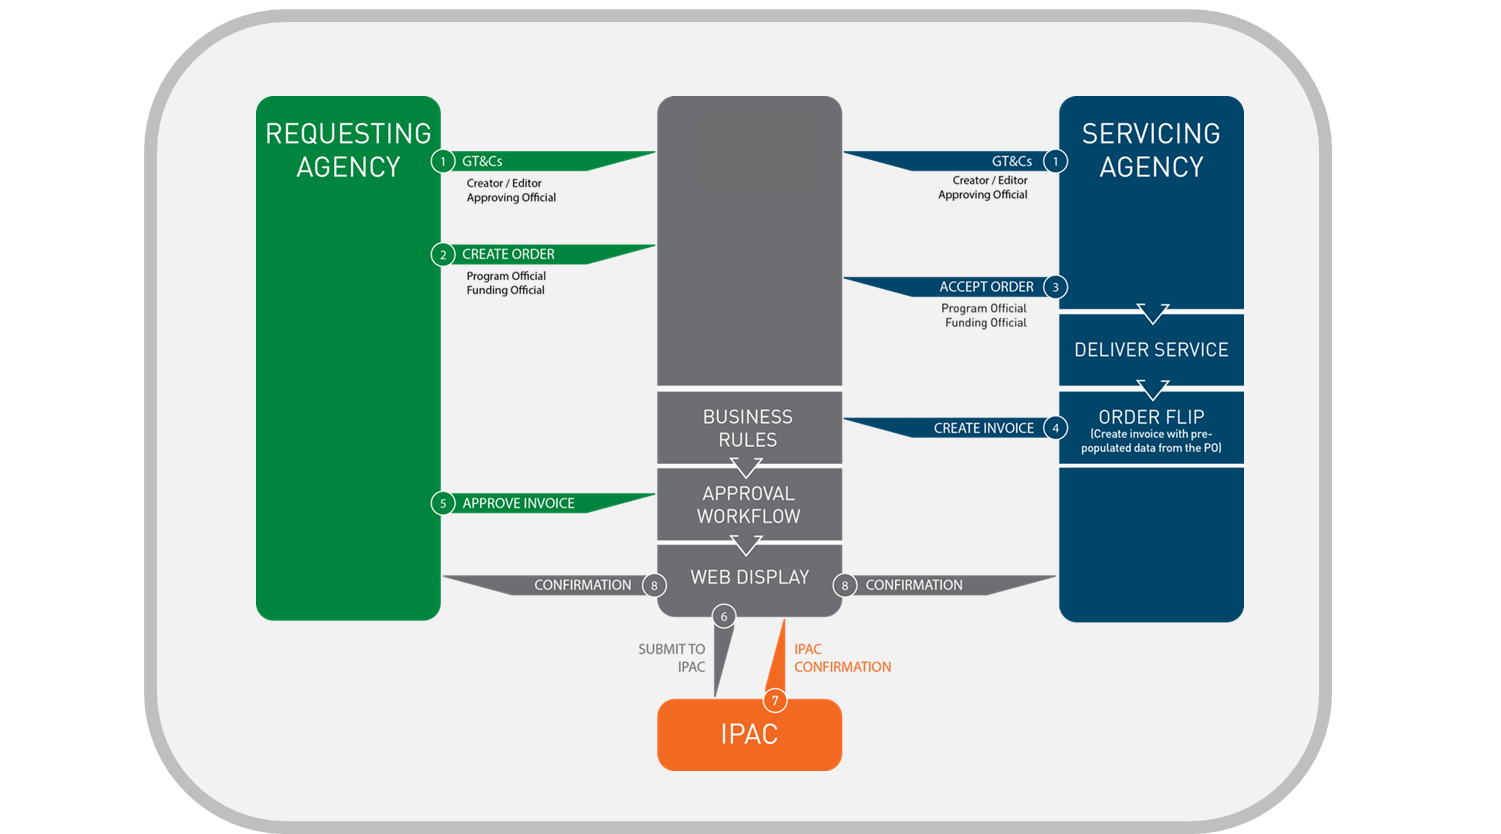 REQUESTING
AGENCY
1 GT&Cs
Creator / Editor
Approving Official
2 CREATE ORDER
Program Official
Funding Official
5 APPROVE INVOICE
CONFIRMATION 8
BUSINESS
RULES
APPROVAL
WORKFLOW
WEB DISPLAY
6
SUBMIT TO
IPAC
IPAC
CONFIRMATION
7
IPAC
SERVICING
AGENCY
GT&Cs 1
Creator / Editor
Approving Official
ACCEPT ORDER 3
Program Official
Funding Official
DELIVER SERVICE
ORDER FLIP
(Create invoice with pre-
populated data from the PO)
CREATE INVOICE 4
8 CONFIRMATION